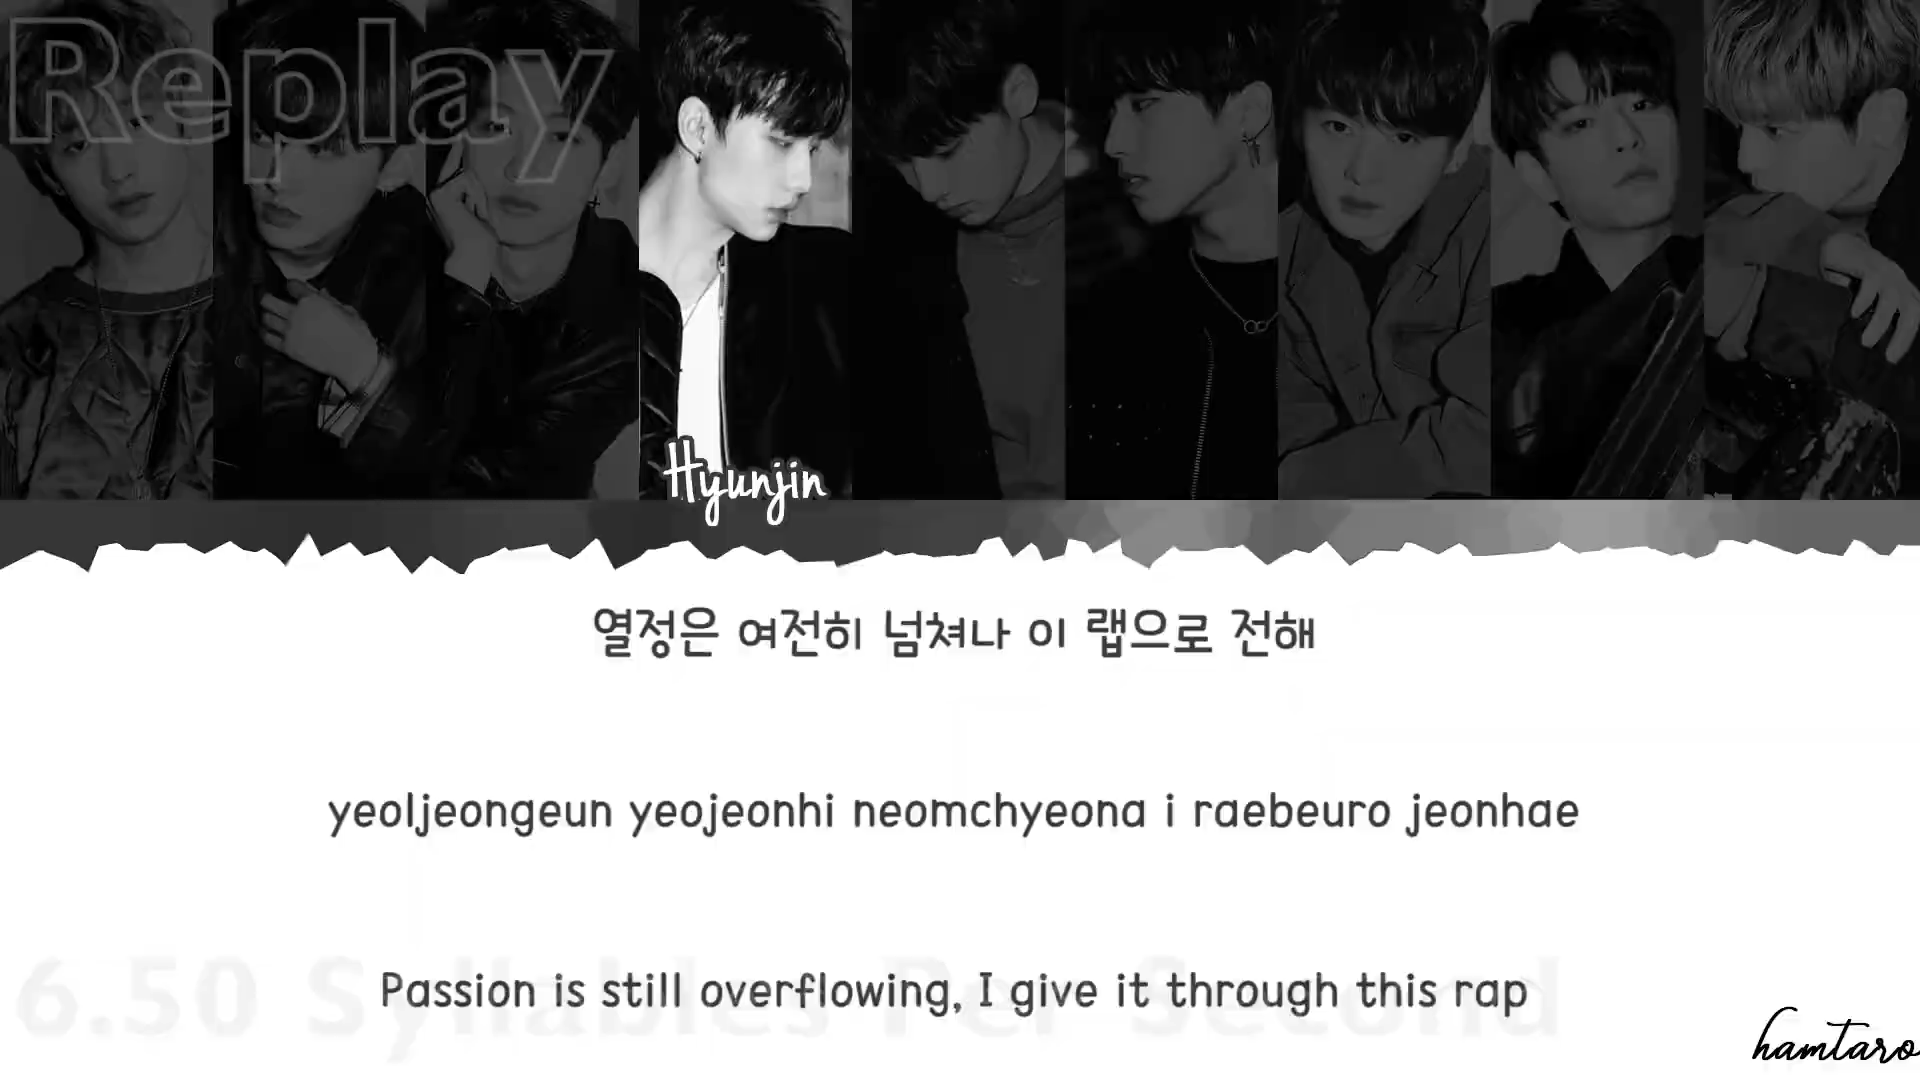 Replay
Hyunjin
열정은 여전히 넘쳐나 이 랩으로 전해
yeoljeongeun yeojeonhi neomchyeona i raebeuro jeonhae
Passion is still overflowing, I give it through this rap
6.50 Syllables Per Second
hamtaro